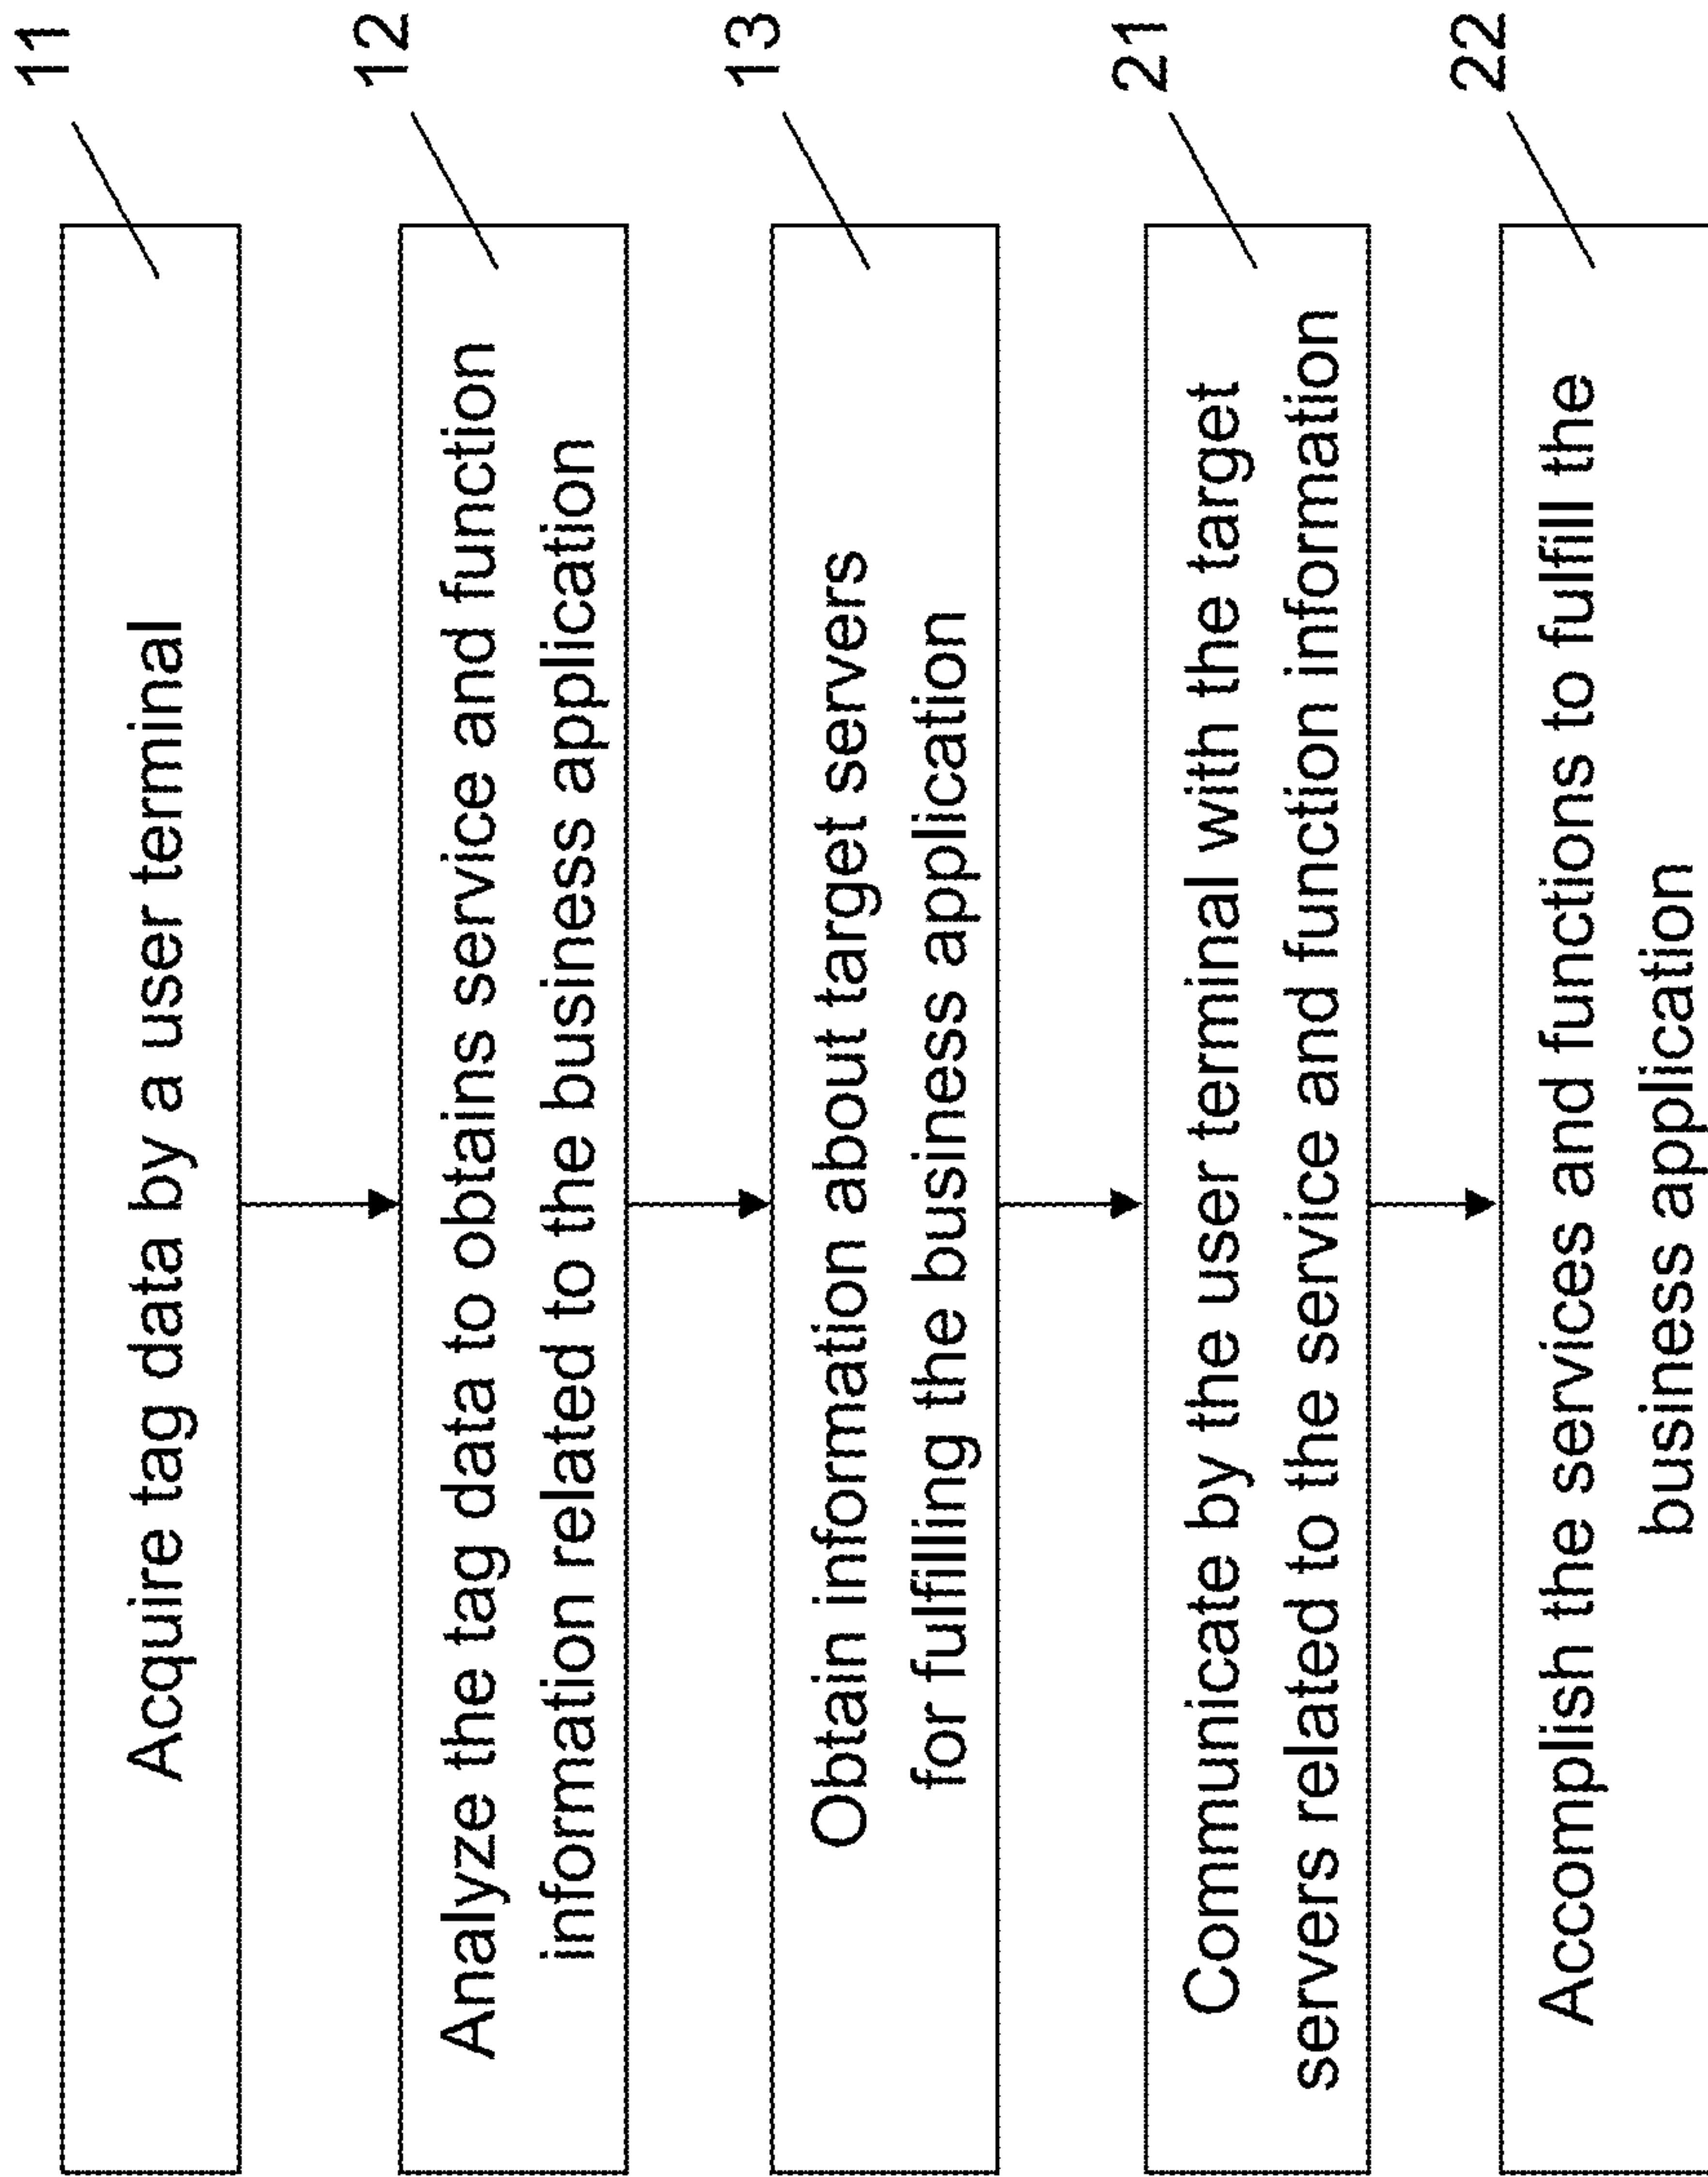 Acquire tag data by a user terminal
11
Analyze the tag data to obtains service and function
information related to the business application
12
Obtain information about target servers
for fulfilling the business application
13
Communicate by the user terminal with the target
servers related to the service and function information
21
Accomplish the services and functions to fulfill the
business application
22